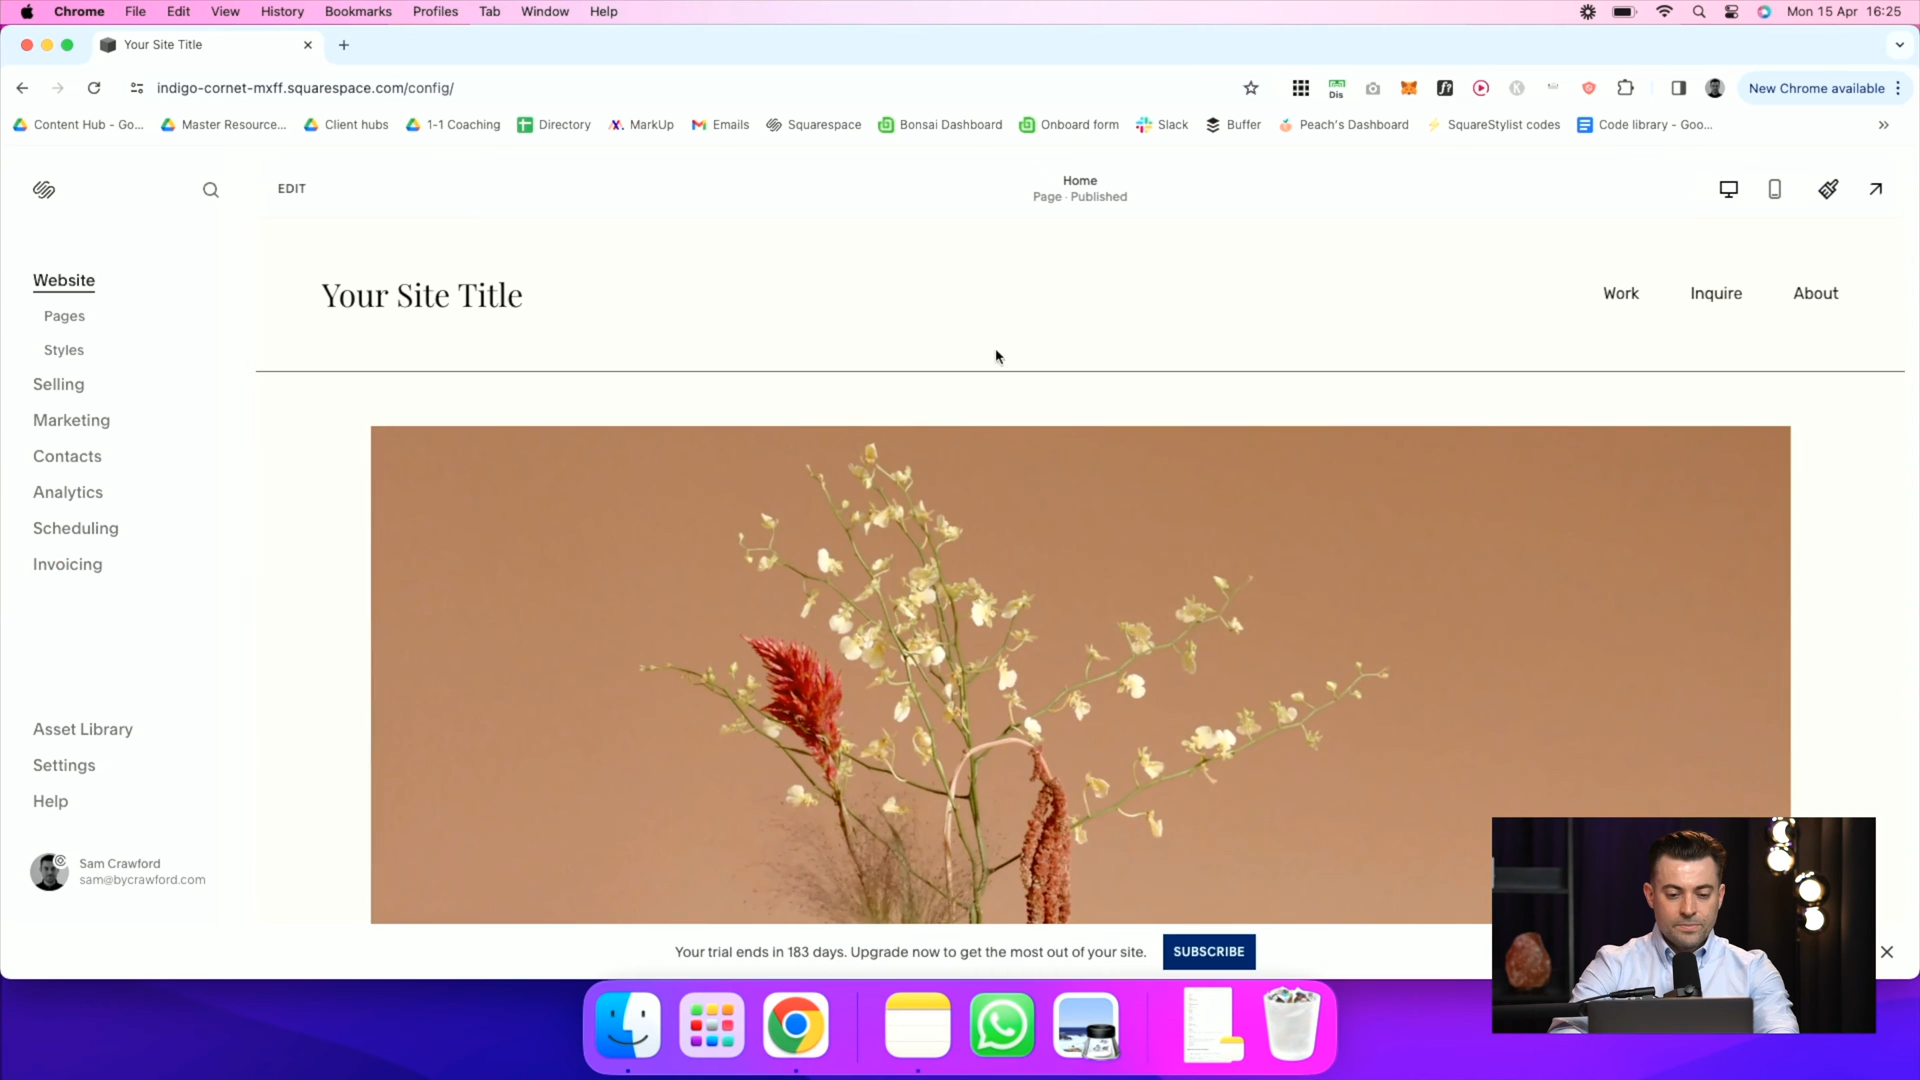 Chrome File Edit View History Bookmarks Profiles Tab Window Help Mon 15 Apr 16:25
Your Site Title
indigo-cornet-mxff.squarespace.com/config/ Dis f? K New Chrome available
Content Hub - Go... Master Resource... Client hubs 1-1 Coaching Directory MarkUp Emails Squarespace Bonsai Dashboard Onboard form Slack Buffer Peach's Dashboard SquareStylist codes Code library - Goo... »
EDIT
Home
Page · Published
Website
Pages
Styles
Selling
Marketing
Contacts
Analytics
Scheduling
Invoicing
Asset Library
Settings
Help
Sam Crawford
sam@bycrawford.com
Your Site Title
Work Inquire About
Your trial ends in 183 days. Upgrade now to get the most out of your site. SUBSCRIBE